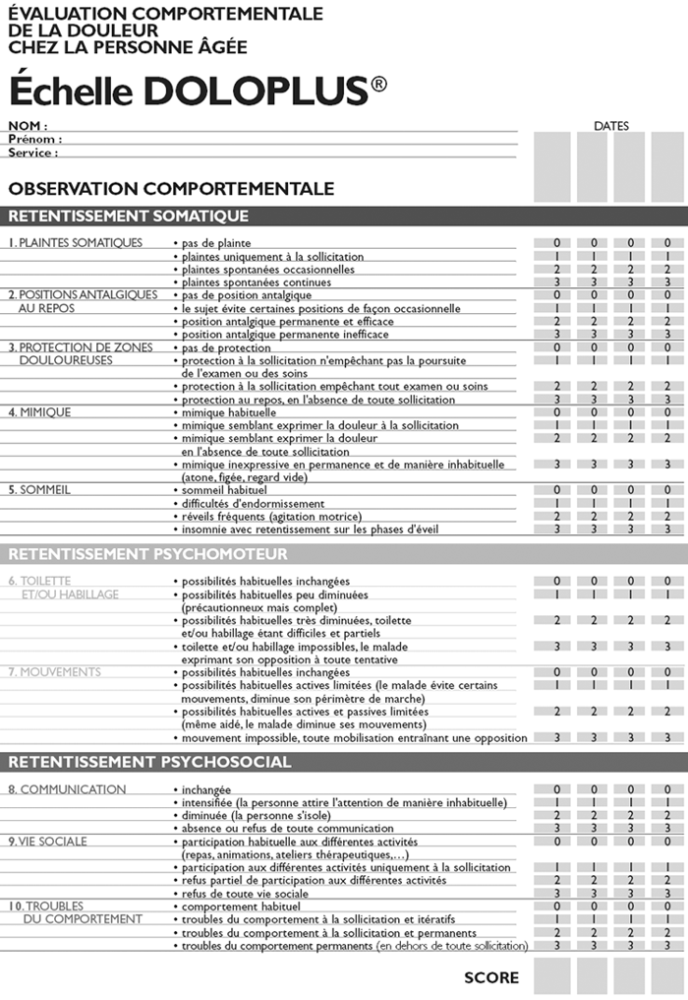 ÉVALUATION COMPORTEMENTALE
DE LA DOULEUR
CHEZ LA PERSONNE ÂGÉE
Échelle DOLOPLUS®
NOM :
DATES
Prénom :
Service :
OBSERVATION COMPORTEMENTALE
RETENTISSEMENT SOMATIQUE
1. PLAINTES SOMATIQUES • pas de plainte 0 0 0 0
• plaintes uniquement à la sollicitation 1 1 1 1
• plaintes spontanées occasionnelles 2 2 2 2
• plaintes spontanées continues 3 3 3 3
2. POSITIONS ANTALGIQUES • pas de position antalgique 0 0 0 0
AU REPOS • le sujet évite certaines positions de façon occasionnelle 1 1 1 1
• position antalgique permanente et efficace 2 2 2 2
• position antalgique permanente inefficace 3 3 3 3
3. PROTECTION DE ZONES • pas de protection 0 0 0 0
DOULOUREUSES • protection à la sollicitation n'empêchant pas la poursuite 1 1 1 1
de l'examen ou des soins
• protection à la sollicitation empêchant tout examen ou soins 2 2 2 2
• protection au repos, en l'absence de toute sollicitation 3 3 3 3
4. MIMIQUE • mimique habituelle 0 0 0 0
• mimique semblant exprimer la douleur à la sollicitation 1 1 1 1
• mimique semblant exprimer la douleur 2 2 2 2
en l'absence de toute sollicitation
• mimique inexpressive en permanence et de manière inhabituelle 3 3 3 3
(atone, figée, regard vide)
5. SOMMEIL • sommeil habituel 0 0 0 0
• difficultés d'endormissement 1 1 1 1
• réveils fréquents (agitation motrice) 2 2 2 2
• insomnie avec retentissement sur les phases d'éveil 3 3 3 3
RETENTISSEMENT PSYCHOMOTEUR
6. TOILETTE • possibilités habituelles inchangées 0 0 0 0
ET/OU HABILLAGE • possibilités habituelles peu diminuées 1 1 1 1
(précautionneux mais complet)
• possibilités habituelles très diminuées, toilette 2 2 2 2
et/ou habillage étant difficiles et partiels
• toilette et/ou habillage impossibles, le malade 3 3 3 3
exprimant son opposition à toute tentative
7. MOUVEMENTS • possibilités habituelles inchangées 0 0 0 0
• possibilités habituelles actives limitées (le malade évite certains 1 1 1 1
mouvements, diminue son périmètre de marche)
• possibilités habituelles actives et passives limitées 2 2 2 2
(même aidé, le malade diminue ses mouvements)
• mouvement impossible, toute mobilisation entraînant une opposition 3 3 3 3
RETENTISSEMENT PSYCHOSOCIAL
8. COMMUNICATION • inchangée 0 0 0 0
• intensifiée (la personne attire l'attention de manière inhabituelle) 1 1 1 1
• diminuée (la personne s'isole) 2 2 2 2
• absence ou refus de toute communication 3 3 3 3
9. VIE SOCIALE • participation habituelle aux différentes activités 0 0 0 0
(repas, animations, ateliers thérapeutiques,...)
• participation aux différentes activités uniquement à la sollicitation 1 1 1 1
• refus partiel de participation aux différentes activités 2 2 2 2
• refus de toute vie sociale 3 3 3 3
10. TROUBLES • comportement habituel 0 0 0 0
DU COMPORTEMENT • troubles du comportement à la sollicitation et itératifs 1 1 1 1
• troubles du comportement à la sollicitation et permanents 2 2 2 2
• troubles du comportement permanents (en dehors de toute sollicitation) 3 3 3 3
SCORE